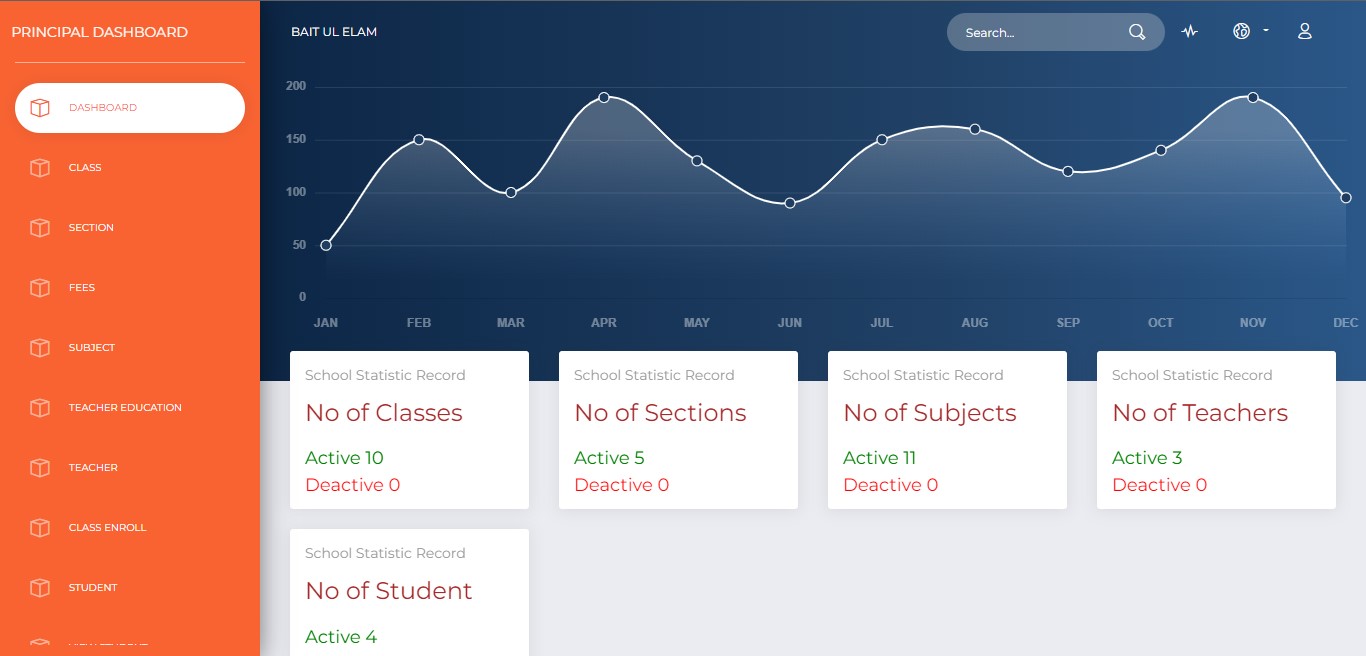 PRINCIPAL DASHBOARD
DASHBOARD
CLASS
SECTION
FEES
SUBJECT
TEACHER EDUCATION
TEACHER
CLASS ENROLL
STUDENT
BAIT UL ELAM
Search...
200
150
100
50
0
JAN FEB MAR APR MAY JUN JUL AUG SEP OCT NOV DEC
School Statistic Record
No of Classes
Active 10
Deactive 0
School Statistic Record
No of Sections
Active 5
Deactive 0
School Statistic Record
No of Subjects
Active 11
Deactive 0
School Statistic Record
No of Teachers
Active 3
Deactive 0
School Statistic Record
No of Student
Active 4